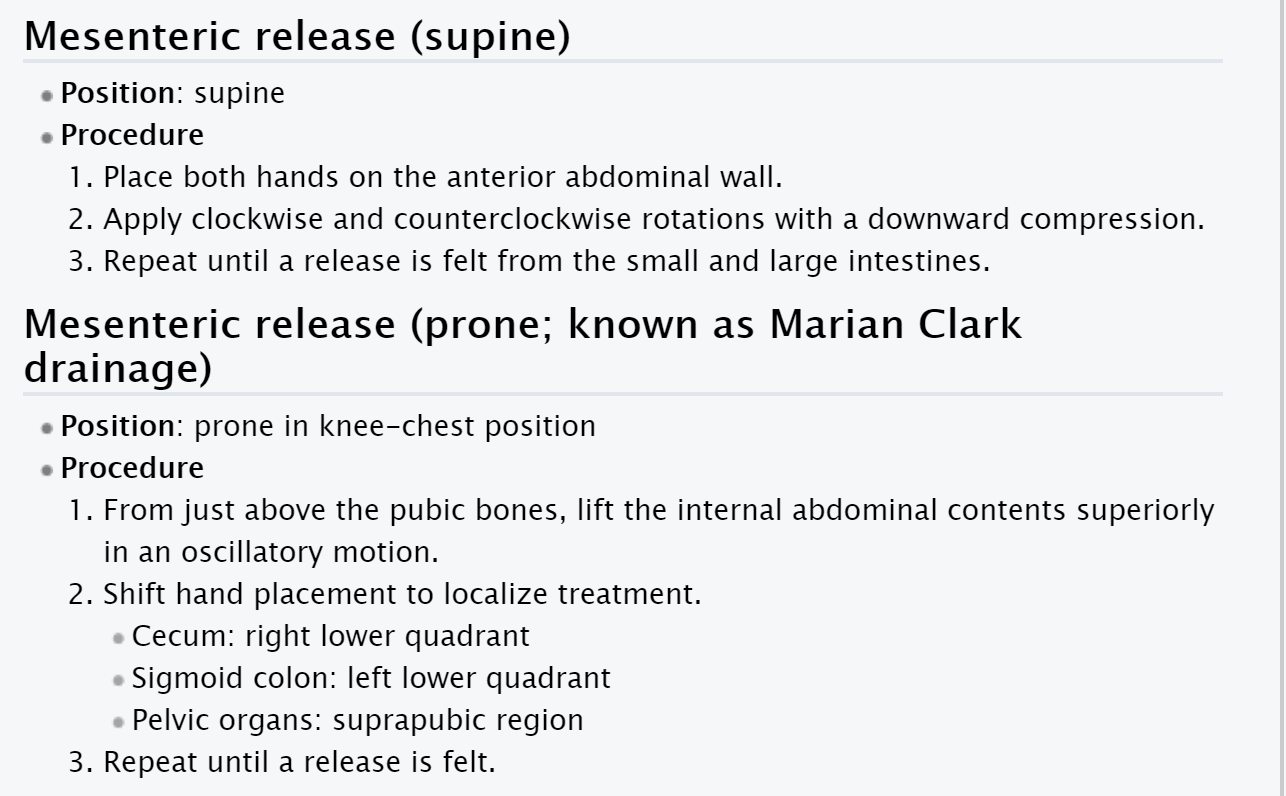 Mesenteric release (supine)
Position: supine
Procedure
1. Place both hands on the anterior abdominal wall.
2. Apply clockwise and counterclockwise rotations with a downward compression.
3. Repeat until a release is felt from the small and large intestines.
Mesenteric release (prone; known as Marian Clark
drainage)
Position: prone in knee-chest position
Procedure
1. From just above the pubic bones, lift the internal abdominal contents superiorly
in an oscillatory motion.
2. Shift hand placement to localize treatment.
Cecum: right lower quadrant
Sigmoid colon: left lower quadrant
Pelvic organs: suprapubic region
3. Repeat until a release is felt.